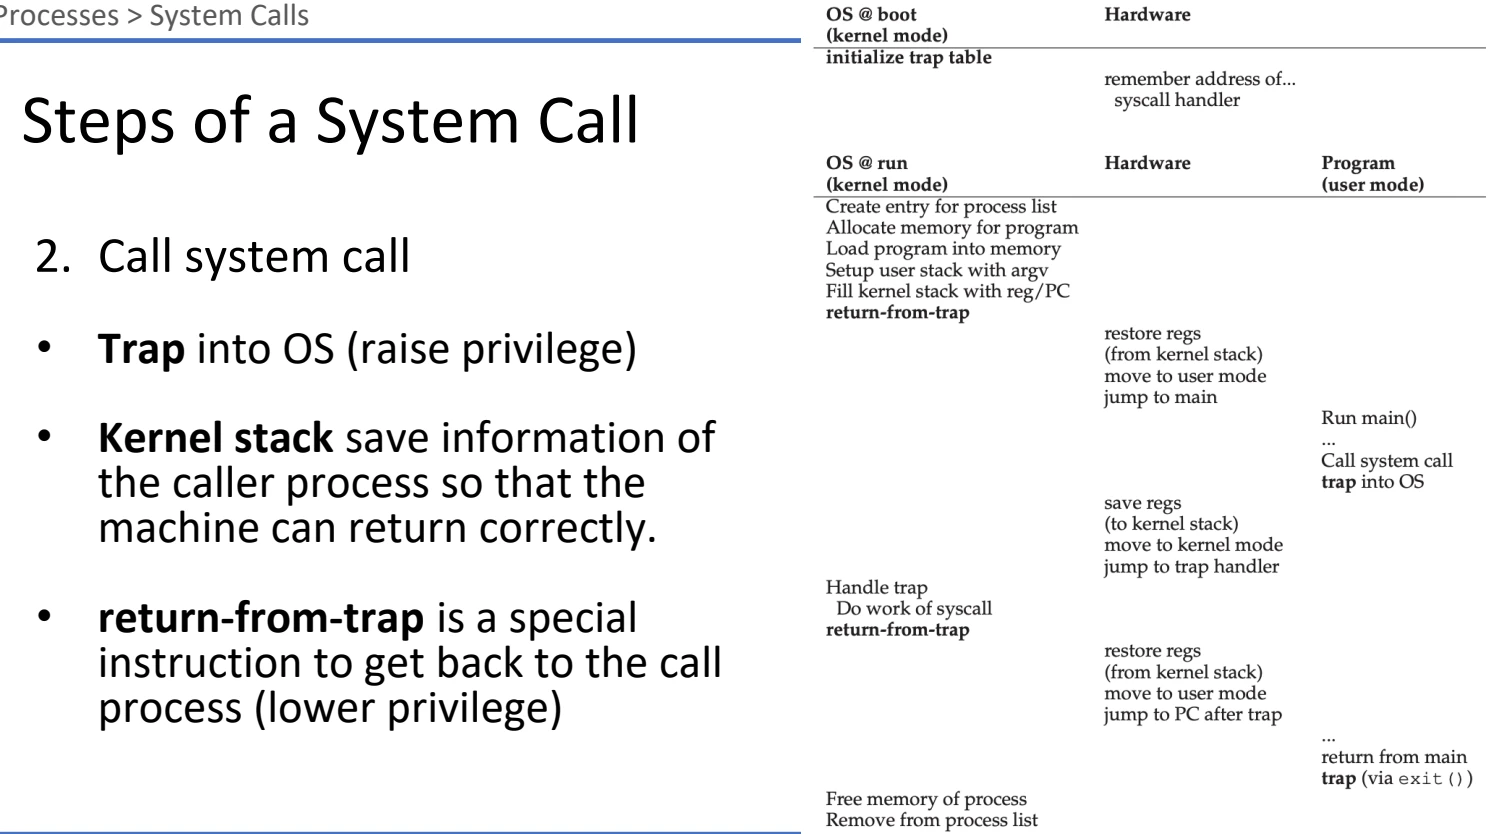 Processes > System Calls
Steps of a System Call
2. Call system call
• Trap into OS (raise privilege)
• Kernel stack save information of
the caller process so that the
machine can return correctly.
• return-from-trap is a special
instruction to get back to the call
process (lower privilege)
OS @ boot Hardware
(kernel mode)
initialize trap table
remember address of...
syscall handler
OS @ run Hardware Program
(kernel mode) (user mode)
Create entry for process list
Allocate memory for program
Load program into memory
Setup user stack with argv
Fill kernel stack with reg/PC
return-from-trap
restore regs
(from kernel stack)
move to user mode
jump to main
Run main()
...
Call system call
trap into OS
save regs
(to kernel stack)
move to kernel mode
jump to trap handler
Handle trap
Do work of syscall
return-from-trap
restore regs
(from kernel stack)
move to user mode
jump to PC after trap
...
return from main
trap (via exit())
Free memory of process
Remove from process list